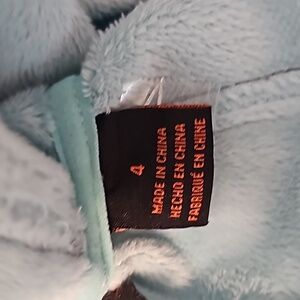 4
MADE IN CHINA
HECHO EN CHINA
FABRIQUÉ EN CHINE